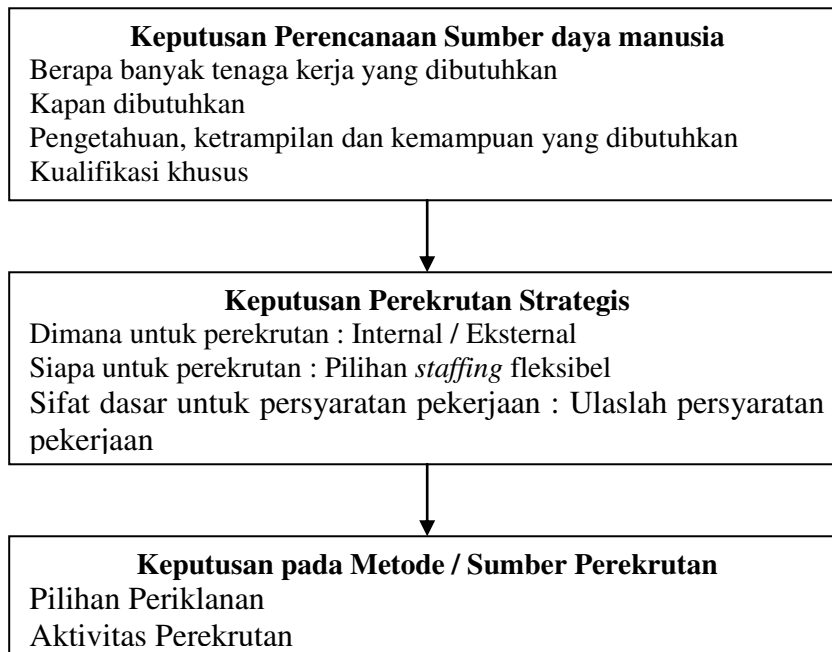 Keputusan Perencanaan Sumber daya manusia
Berapa banyak tenaga kerja yang dibutuhkan
Kapan dibutuhkan
Pengetahuan, ketrampilan dan kemampuan yang dibutuhkan
Kualifikasi khusus
Keputusan Perekrutan Strategis
Dimana untuk perekrutan : Internal / Eksternal
Siapa untuk perekrutan : Pilihan staffing fleksibel
Sifat dasar untuk persyaratan pekerjaan : Ulaslah persyaratan
pekerjaan
Keputusan pada Metode / Sumber Perekrutan
Pilihan Periklanan
Aktivitas Perekrutan